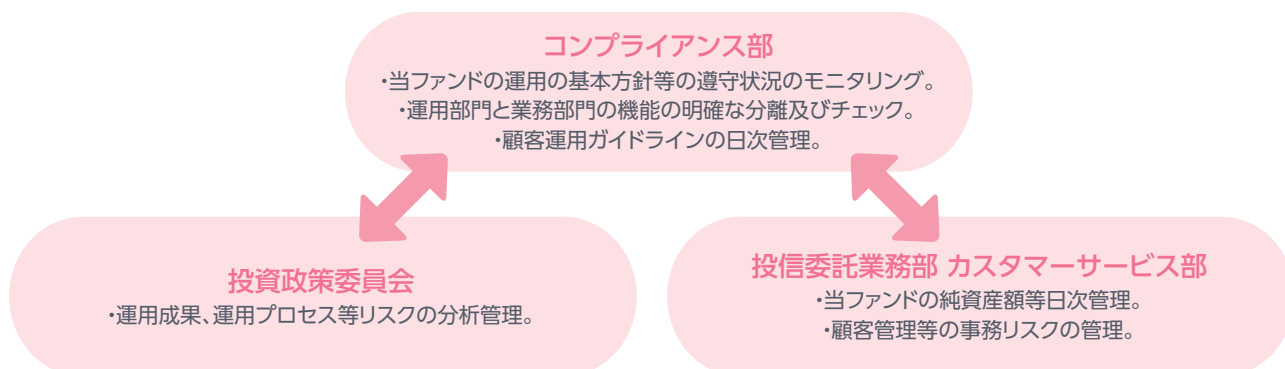 コンプライアンス部
・当ファンドの運用の基本方針等の遵守状況のモニタリング。
・運用部門と業務部門の機能の明確な分離及びチェック。
・顧客運用ガイドラインの日次管理。
投資政策委員会
・運用成果、運用プロセス等リスクの分析管理。
投信委託業務部 カスタマーサービス部
・当ファンドの純資産額等日次管理。
・顧客管理等の事務リスクの管理。